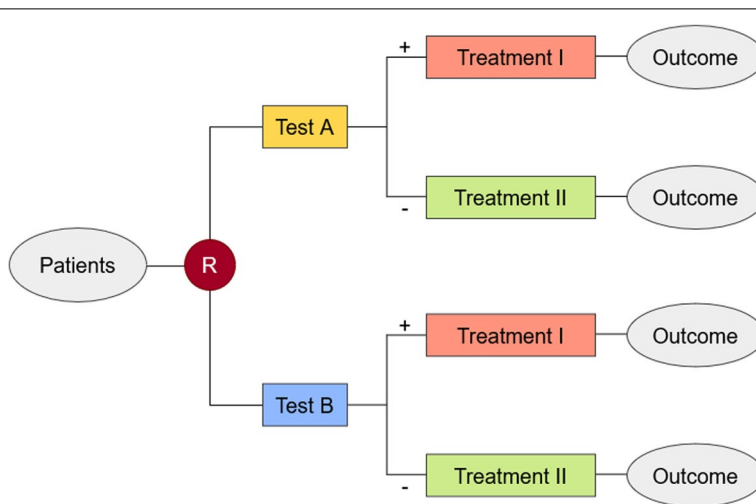 +
Treatment I
Outcome
Test A
-
Treatment II
Outcome
Patients
R
+
Treatment I
Outcome
Test B
-
Treatment II
Outcome